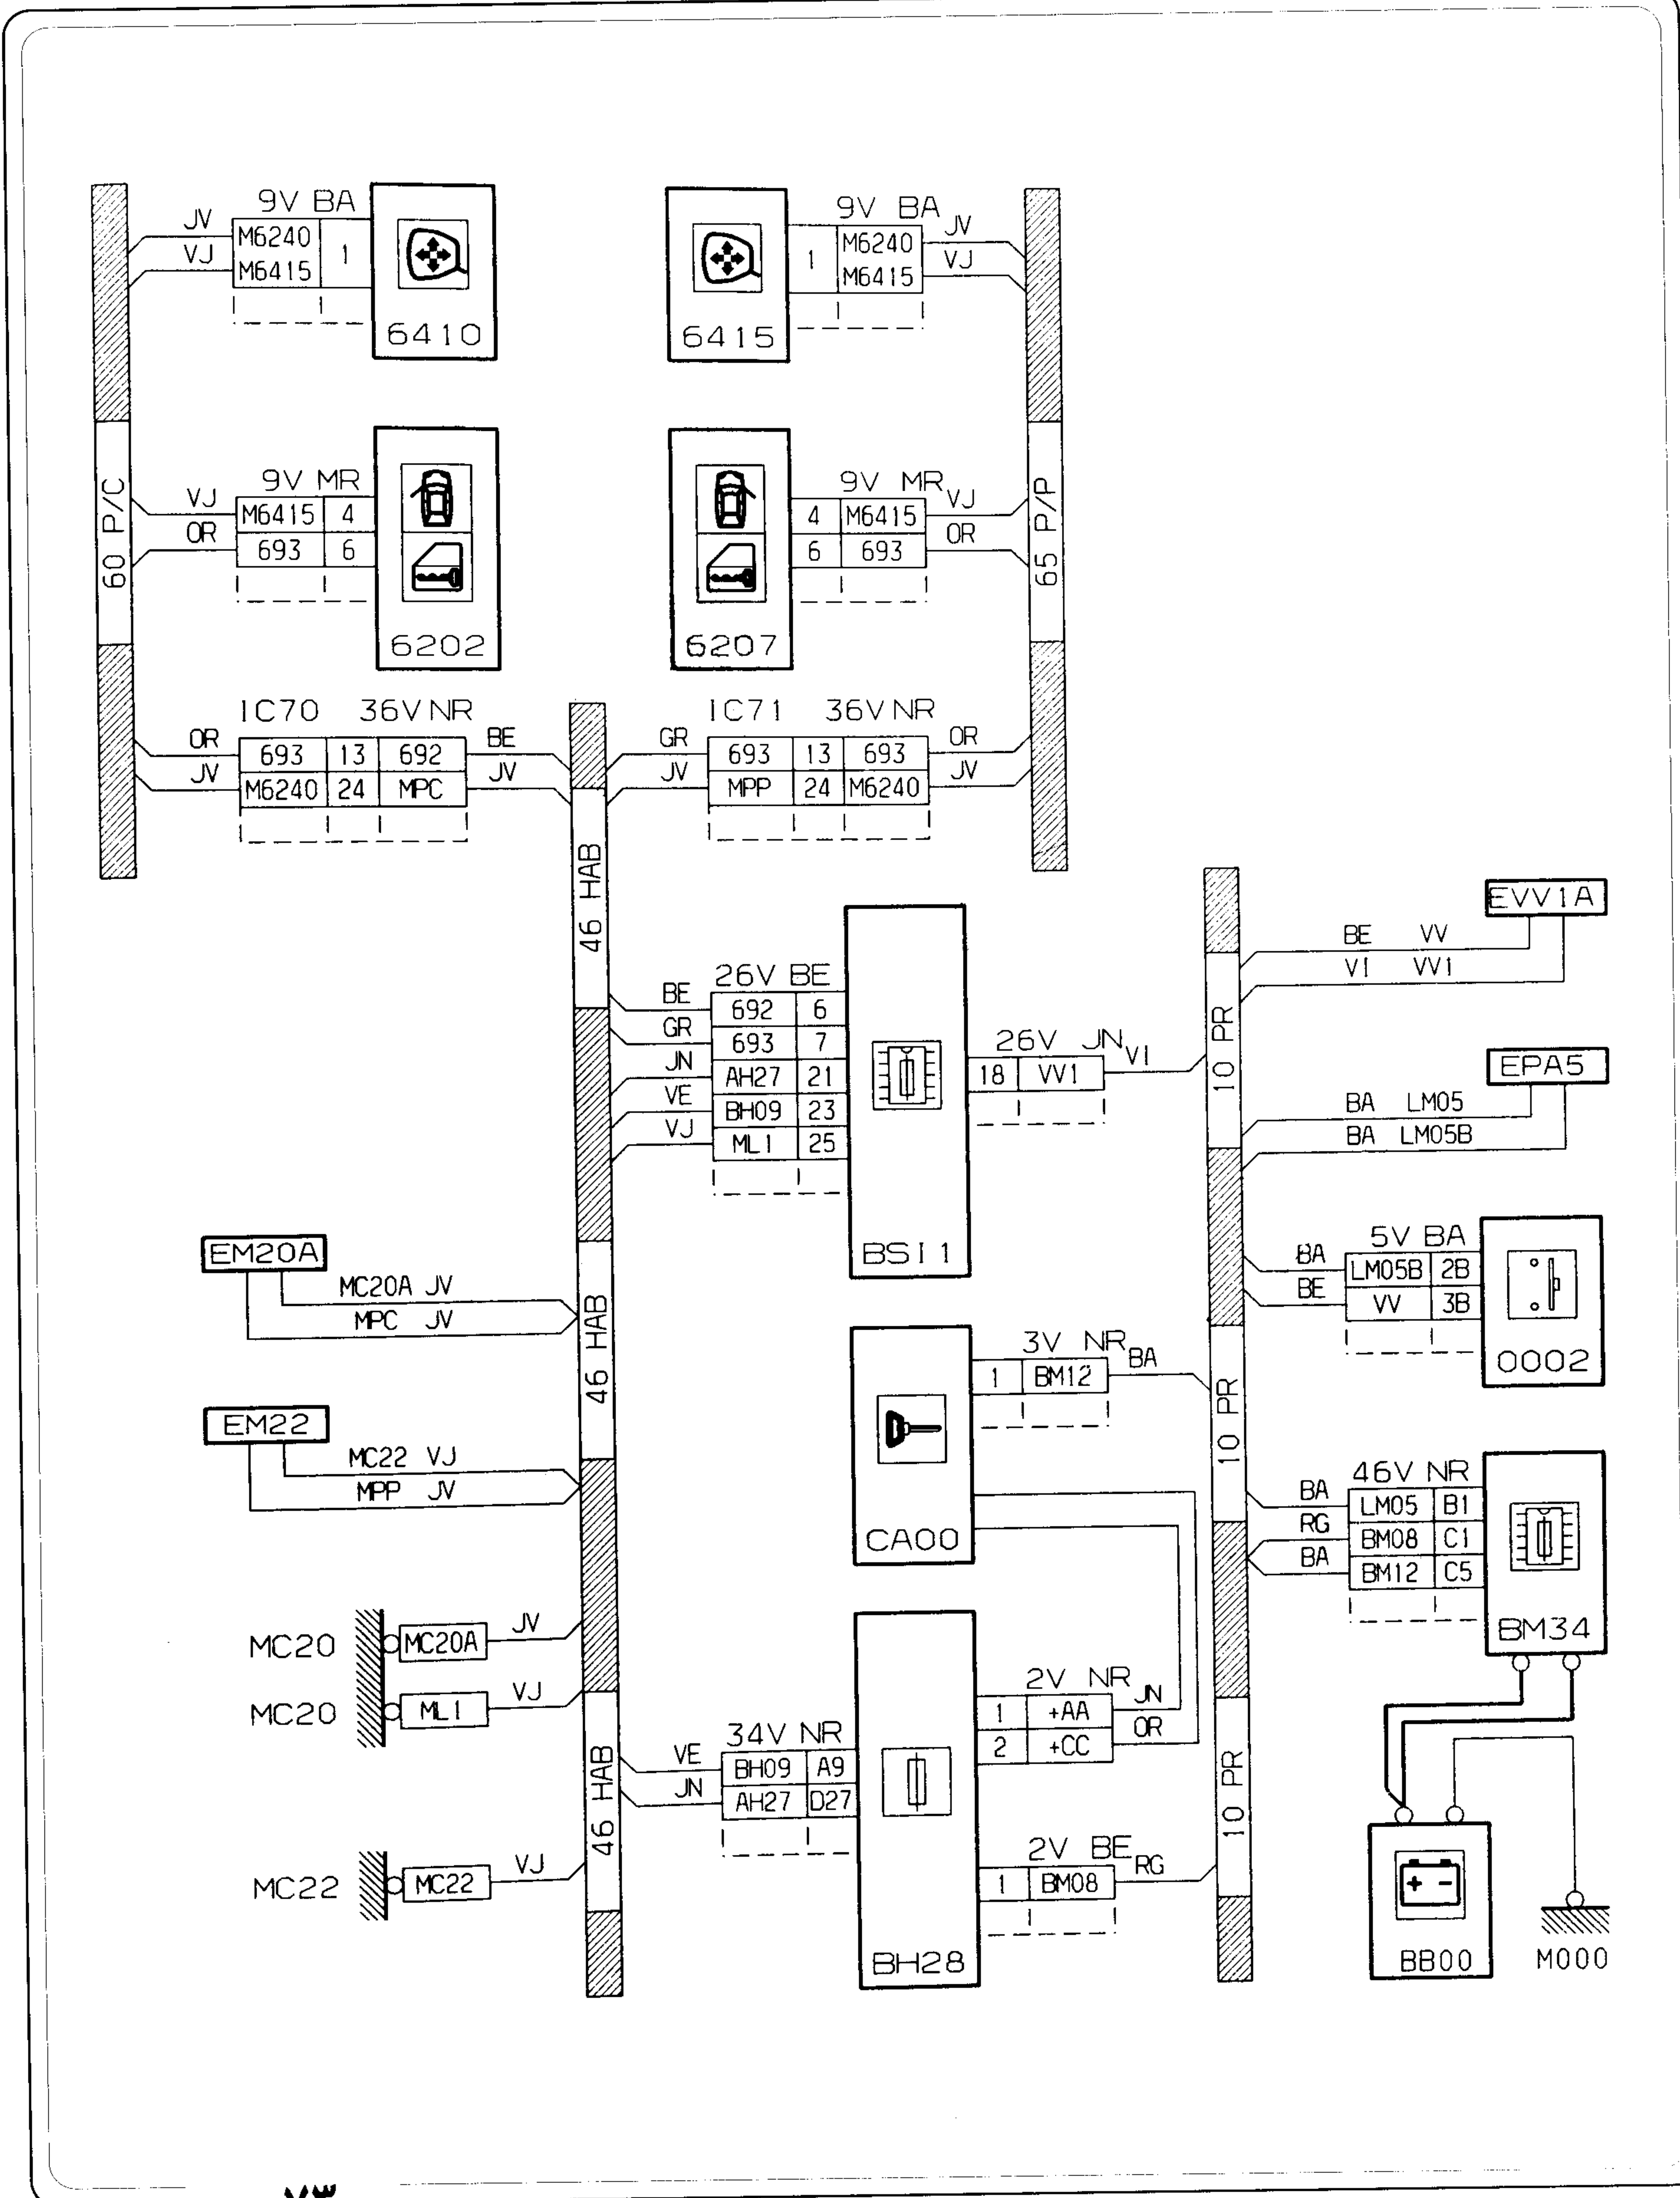 9V BA
JV M6240 1
VJ M6415
6410
9V BA
1 M6240 JV
M6415 VJ
6415
60 P/C
9V MR
VJ M6415 4
OR 693 6
6202
9V MR
4 M6415 VJ
6 693 OR
6207
65 P/P
IC70 36V NR
OR 693 13 692 BE
JV M6240 24 MPC JV
IC71 36V NR
GR 693 13 693 OR
JV MPP 24 M6240 JV
46 HAB
26V BE
BE 692 6
GR 693 7
JN AH27 21
VE BH09 23
VJ ML1 25
BSI1
26V JN
18 VV1 VI
10 PR
EVV1A
BE VV
VI VV1
EPA5
BA LM05
BA LM05B
5V BA
BA LM05B 2B
BE VV 3B
0002
EM20A
MC20A JV
MPC JV
46 HAB
EM22
MC22 VJ
MPP JV
3V NR
1 BM12 BA
CA00
10 PR
46V NR
BA LM05 B1
RG BM08 C1
BA BM12 C5
BM34
MC20 MC20A JV
MC20 ML1 VJ
46 HAB
MC22 MC22 VJ
34V NR
VE BH09 A9
JN AH27 D27
2V NR
1 +AA JN
2 +CC OR
2V BE
1 BM08 RG
BH28
10 PR
+ -
BB00
M000